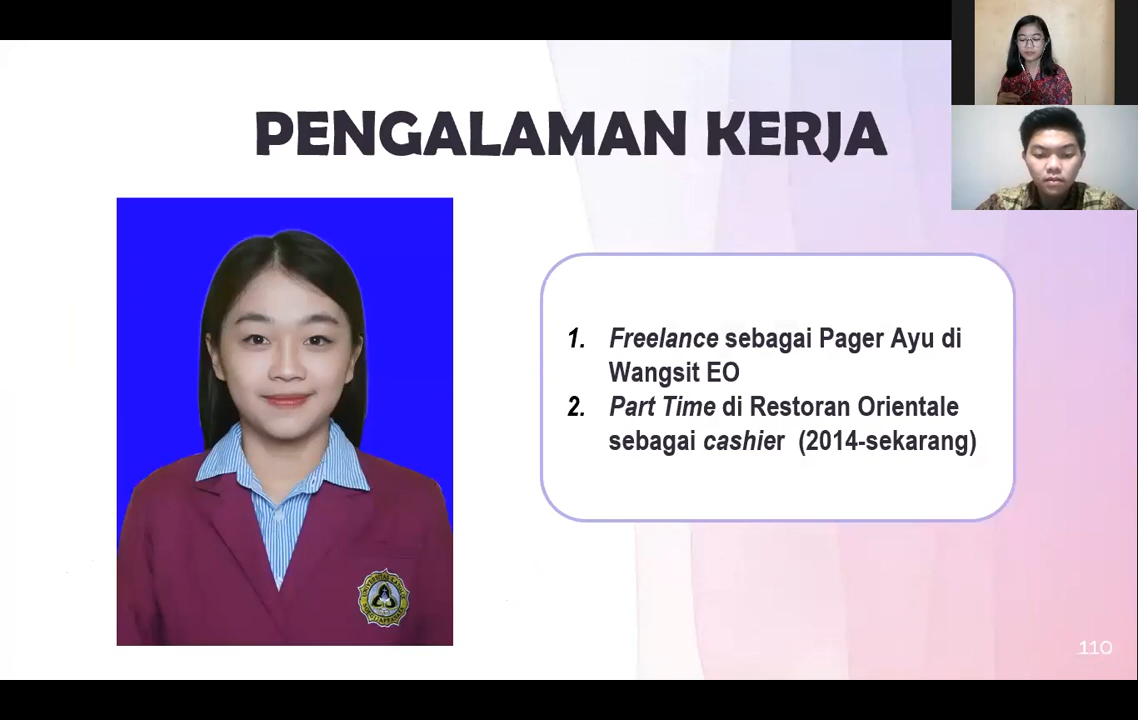 PENGALAMAN KERJA
1. Freelance sebagai Pager Ayu di
Wangsit EO
2. Part Time di Restoran Orientale
sebagai cashier (2014-sekarang)
110